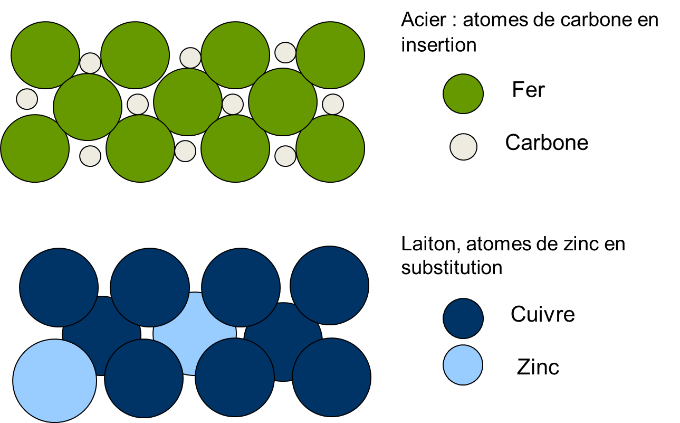 Acier : atomes de carbone en
insertion
Fer
Carbone
Laiton, atomes de zinc en
substitution
Cuivre
Zinc